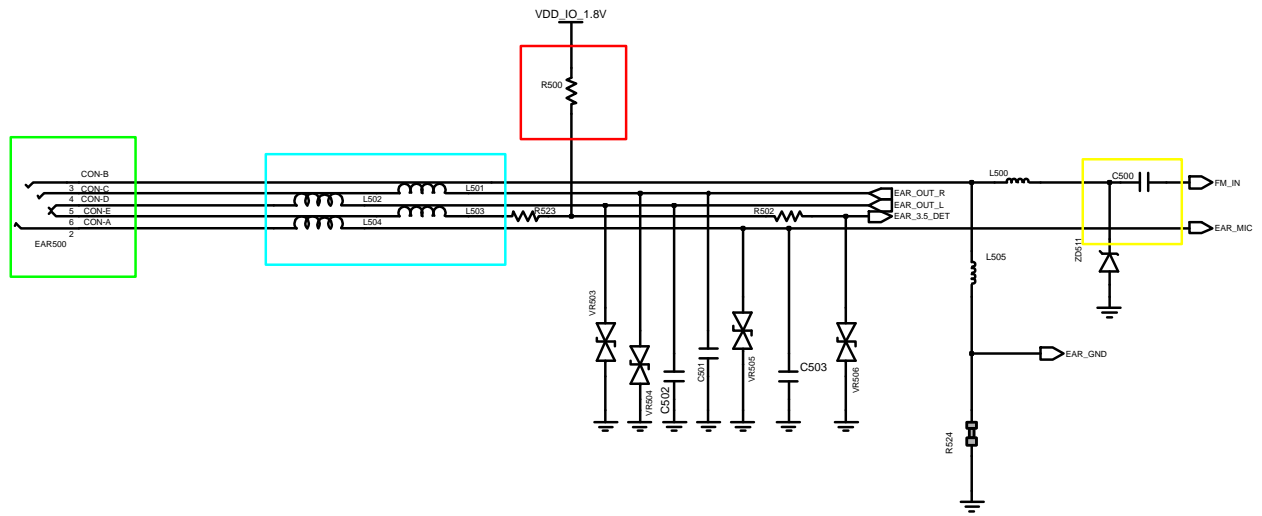 VDD_IO_1.8V
R500
CON-B
3 CON-C
4 CON-D
5 CON-E
6 CON-A
2
EAR500
L501
L502
L503
L504
R523
R502
EAR_OUT_R
EAR_OUT_L
EAR_3.5_DET
L500
C500
FM_IN
EAR_MIC
ZD511
L505
VR503
VR504
C502
C501
VR505
C503
VR506
EAR_GND
R524